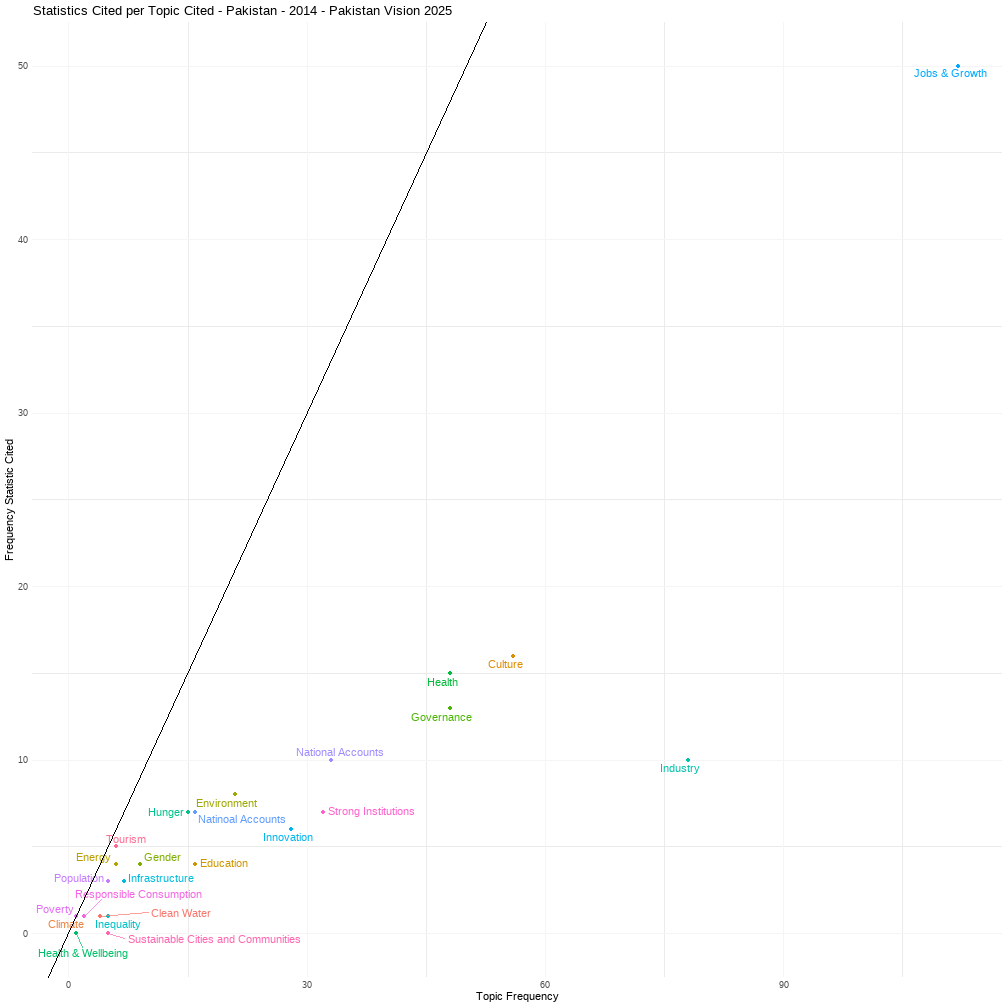 Statistics Cited per Topic Cited - Pakistan - 2014 - Pakistan Vision 2025
50
Jobs & Growth
40
30
Frequency Statistic Cited
20
Culture
Health
Governance
National Accounts
10
Industry
Environment
Hunger
Strong Institutions
Natinoal Accounts
Innovation
Tourism
Energy
Gender
Education
Population
Infrastructure
Responsible Consumption
Poverty
Clean Water
Climate
Inequality
0
Sustainable Cities and Communities
Health & Wellbeing
0
30
60
90
Topic Frequency